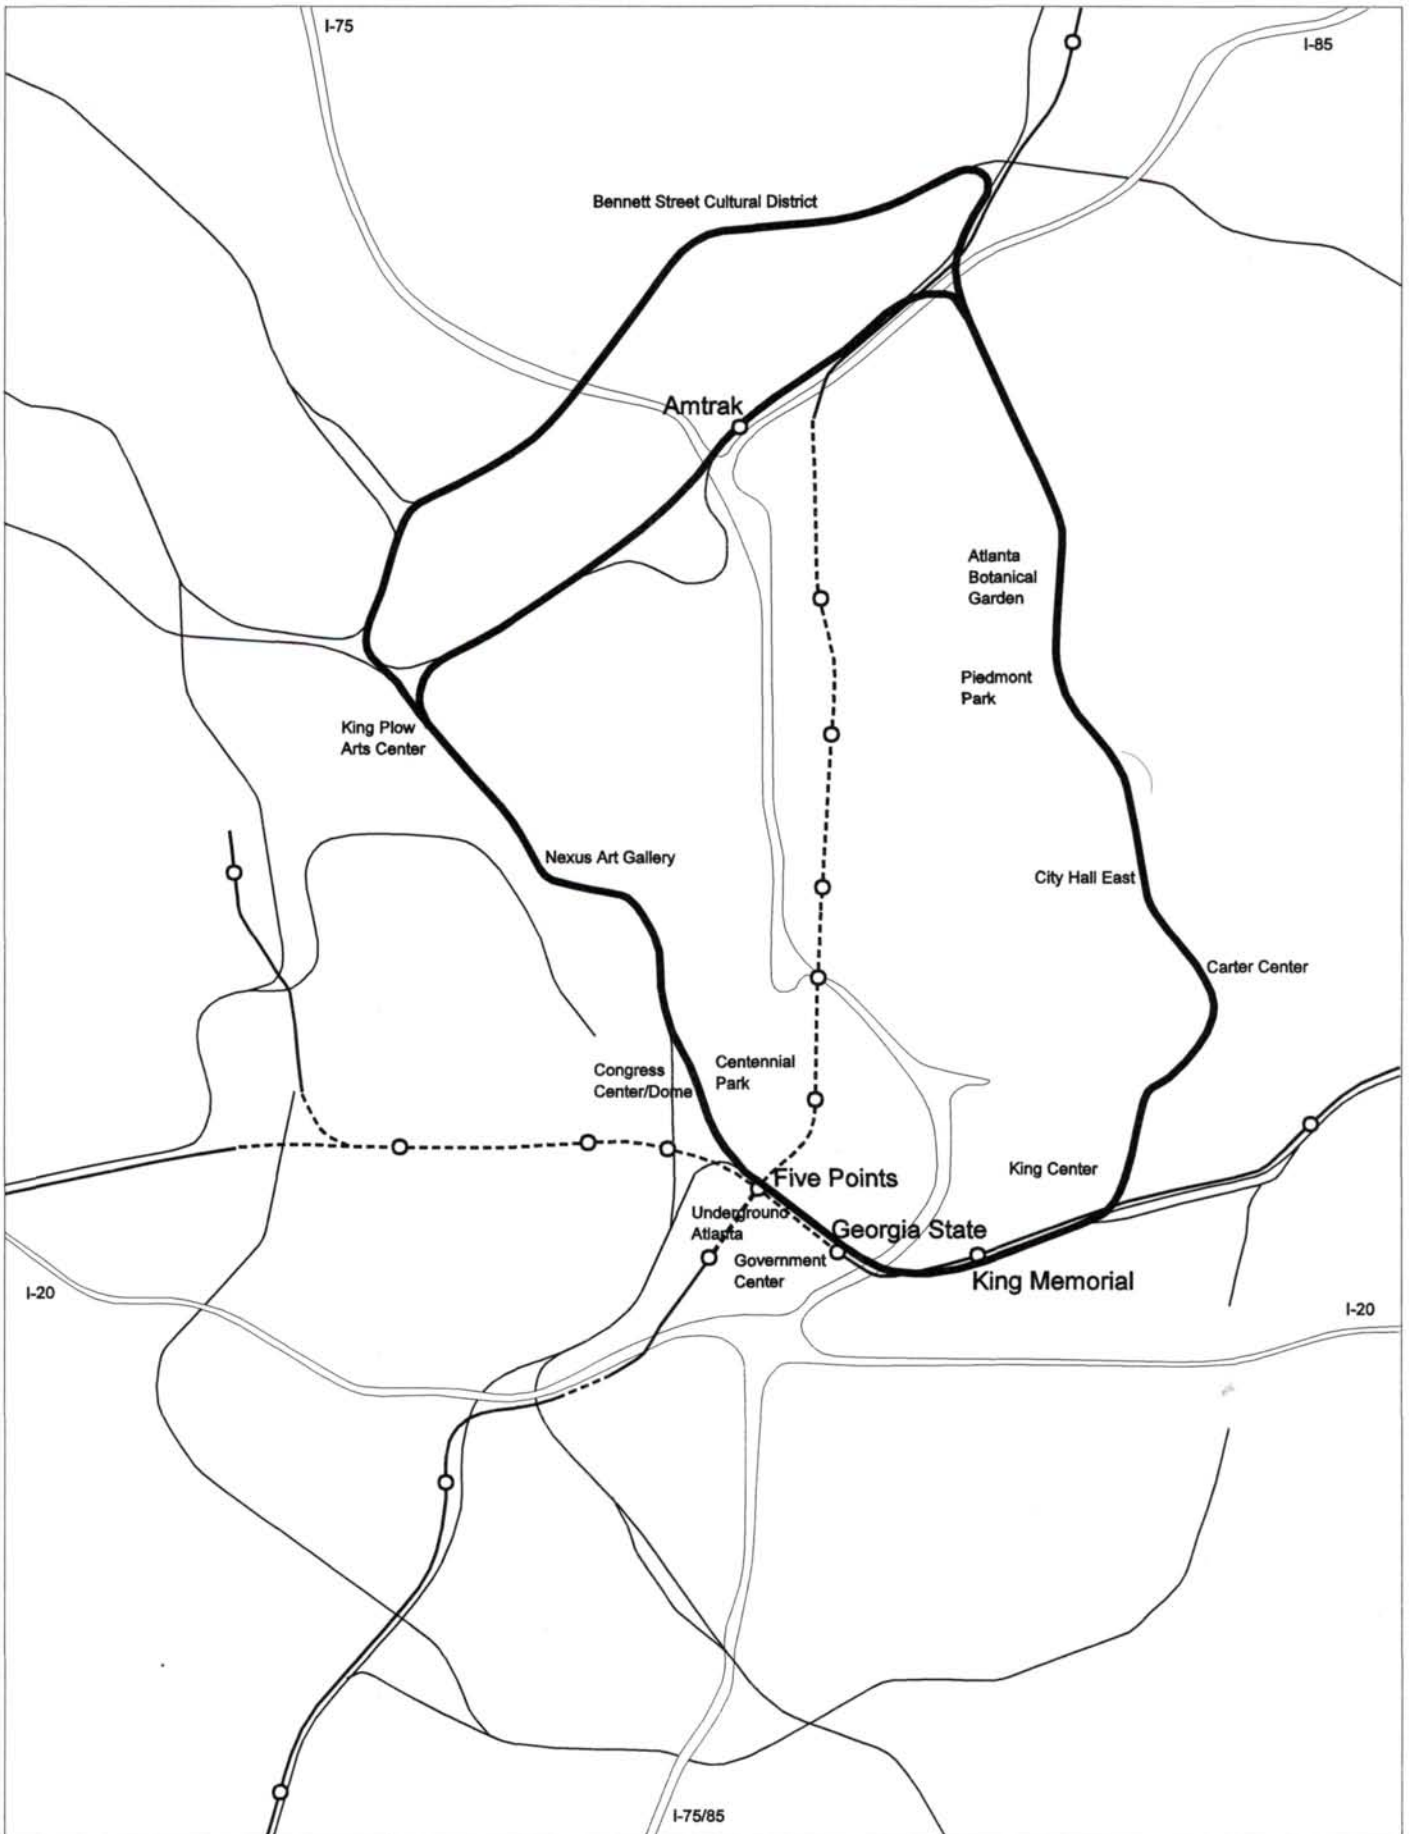 I-75
I-85
Bennett Street Cultural District
Amtrak
Atlanta
Botanical
Garden
Piedmont
Park
King Plow
Arts Center
Nexus Art Gallery
City Hall East
Carter Center
Congress
Center/Dome
Centennial
Park
King Center
Five Points
Underground
Atlanta
Georgia State
Government
Center
King Memorial
I-20
I-20
I-75/85